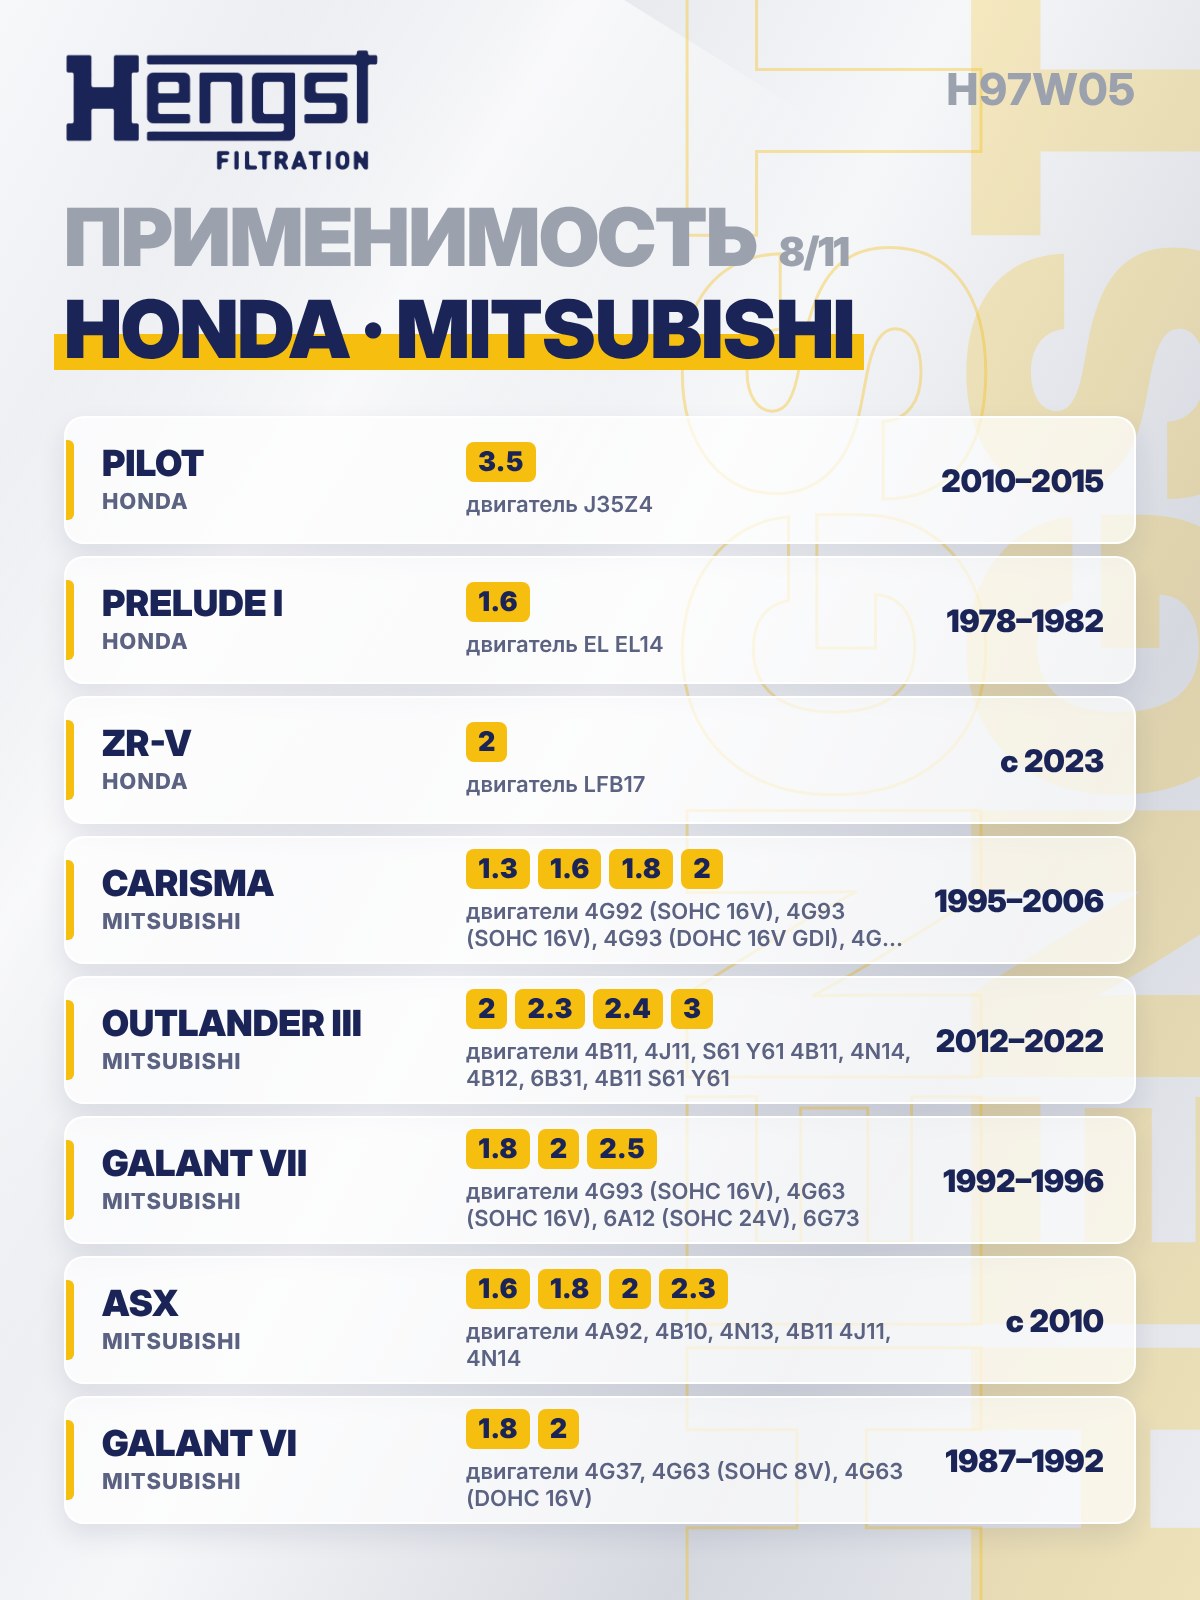 Hengst
FILTRATION
H97W05
ПРИМЕНИМОСТЬ 8/11
HONDA · MITSUBISHI
PILOT
HONDA
3.5
двигатель J35Z4
2010–2015
PRELUDE I
HONDA
1.6
двигатель EL EL14
1978–1982
ZR-V
HONDA
2
двигатель LFB17
с 2023
CARISMA
MITSUBISHI
1.3 1.6 1.8 2
двигатели 4G92 (SOHC 16V), 4G93
(SOHC 16V), 4G93 (DOHC 16V GDI), 4G...
1995–2006
OUTLANDER III
MITSUBISHI
2 2.3 2.4 3
двигатели 4B11, 4J11, S61 Y61 4B11, 4N14,
4B12, 6B31, 4B11 S61 Y61
2012–2022
GALANT VII
MITSUBISHI
1.8 2 2.5
двигатели 4G93 (SOHC 16V), 4G63
(SOHC 16V), 6A12 (SOHC 24V), 6G73
1992–1996
ASX
MITSUBISHI
1.6 1.8 2 2.3
двигатели 4A92, 4B10, 4N13, 4B11 4J11,
4N14
с 2010
GALANT VI
MITSUBISHI
1.8 2
двигатели 4G37, 4G63 (SOHC 8V), 4G63
(DOHC 16V)
1987–1992
HENGST
HENGST